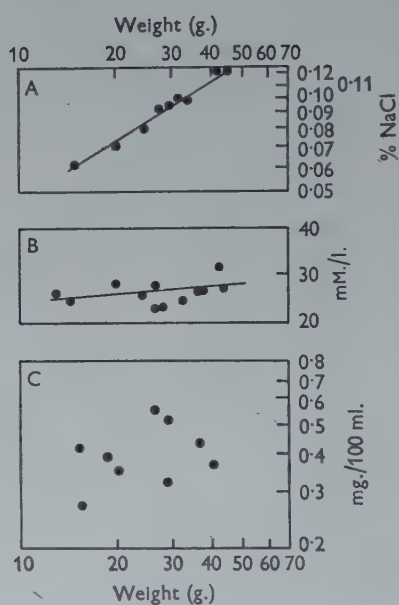 Weight (g.)
10 20 30 40 50 70
A
0·12
0·11
0·10
0·09
0·08
0·07
0·06
0·05
% NaCl
B
40
30
20
mM./l.
C
0·8
0·7
0·6
0·5
0·4
0·3
0·2
mg./100 ml.
10 20 30 40 50 60 70
Weight (g.)